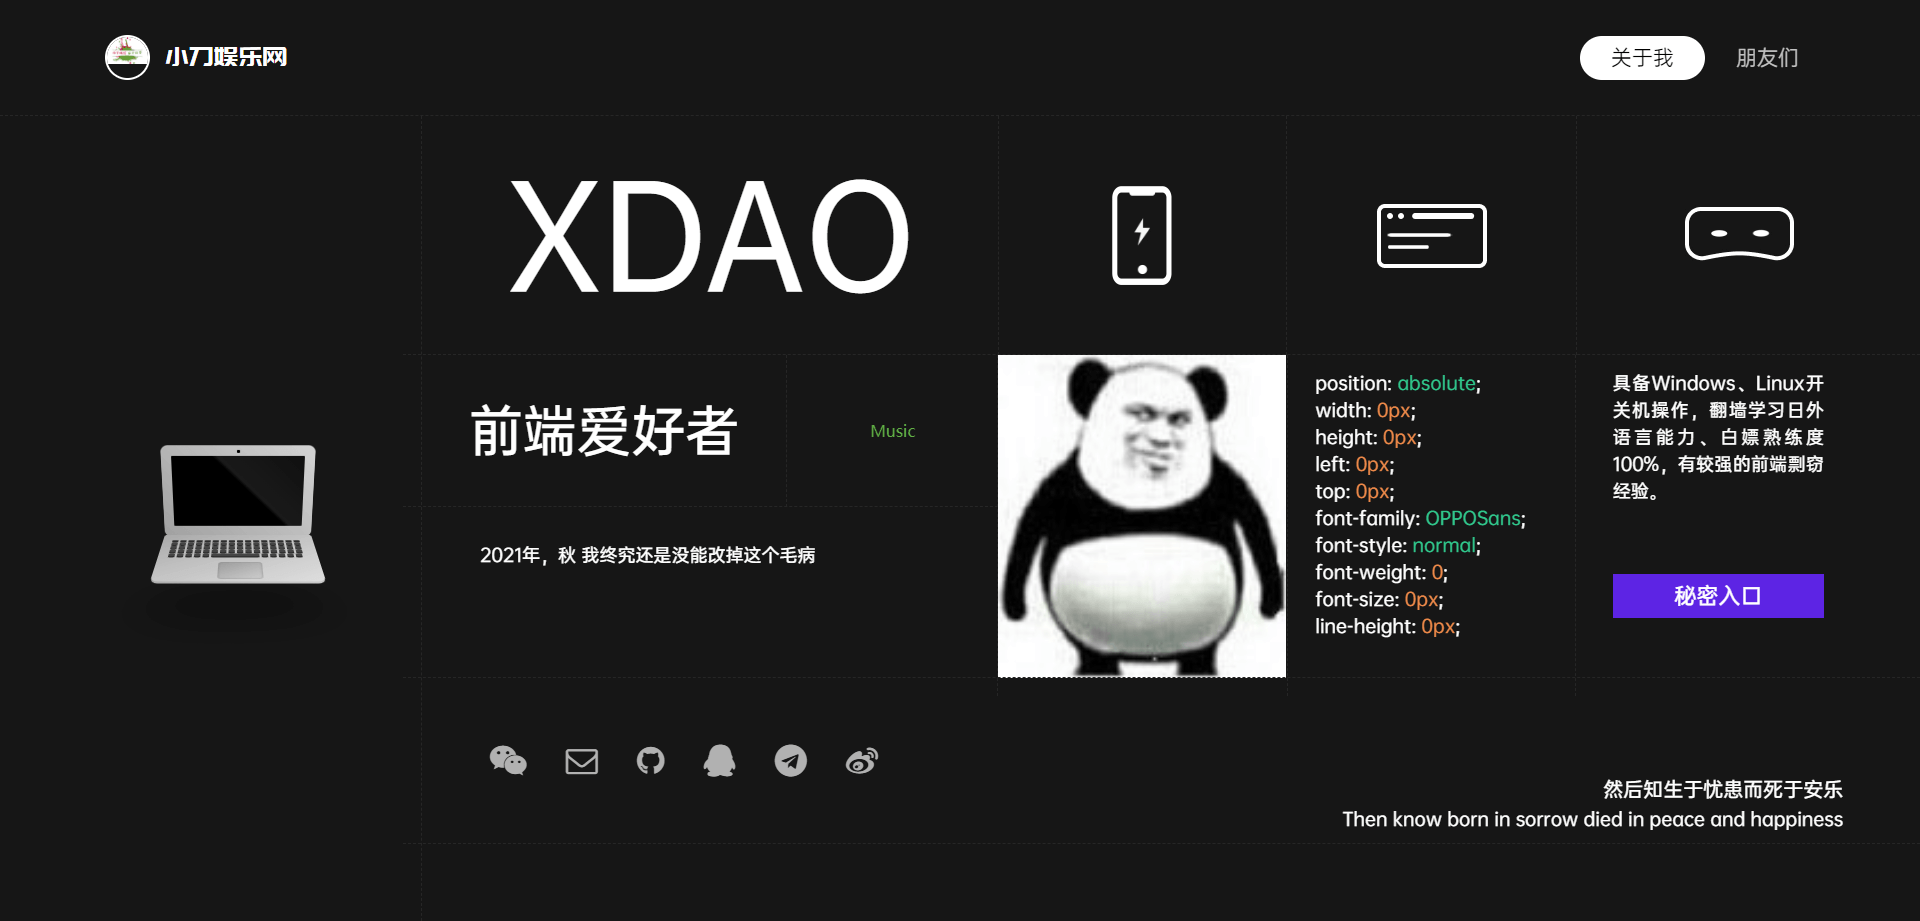 小刀娱乐网
关于我
朋友们
XDAO
前端爱好者
Music
2021年，秋 我终究还是没能改掉这个毛病
position: absolute;
width: 0px;
height: 0px;
left: 0px;
top: 0px;
font-family: OPPOSans;
font-style: normal;
font-weight: 0;
font-size: 0px;
line-height: 0px;
具备Windows、Linux开
关机操作，翻墙学习日外
语言能力、白嫖熟练度
100%，有较强的前端剽窃
经验。
秘密入口
然后知生于忧患而死于安乐
Then know born in sorrow died in peace and happiness